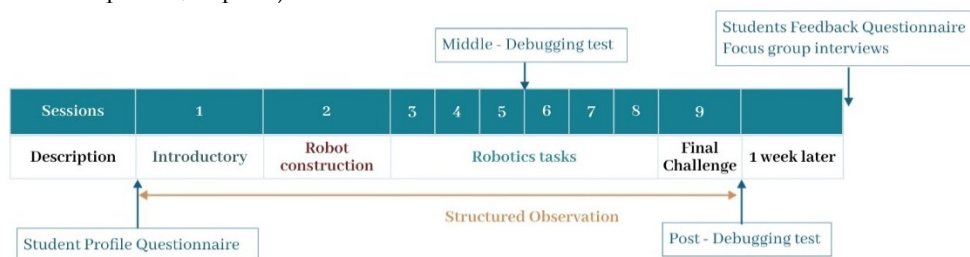 Students Feedback Questionnaire
Focus group interviews
Middle - Debugging test
Sessions 1 2 3 4 5 6 7 8 9
Description Introductory Robot construction Robotics tasks Final Challenge 1 week later
Structured Observation
Student Profile Questionnaire
Post - Debugging test